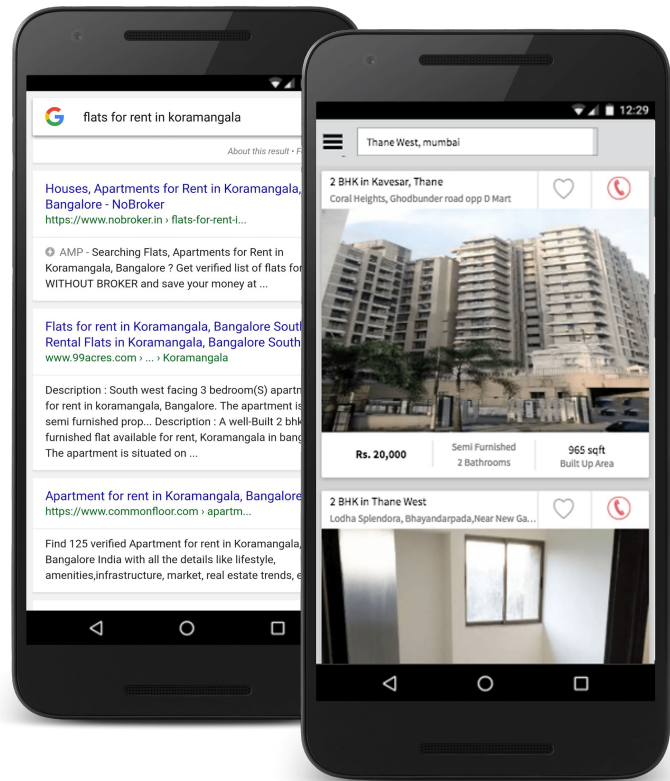 flats for rent in koramangala
About this result • F
Houses, Apartments for Rent in Koramangala,
Bangalore - NoBroker
https://www.nobroker.in › flats-for-rent-i...
AMP - Searching Flats, Apartments for Rent in
Koramangala, Bangalore ? Get verified list of flats for
WITHOUT BROKER and save your money at ...
Flats for rent in Koramangala, Bangalore South
Rental Flats in Koramangala, Bangalore South
www.99acres.com › ... › Koramangala
Description : South west facing 3 bedroom(S) apartn
for rent in koramangala, Bangalore. The apartment is
semi furnished prop... Description : A well-Built 2 bhk
furnished flat available for rent, Koramangala in bang
The apartment is situated on ...
Apartment for rent in Koramangala, Bangalore
https://www.commonfloor.com › apartm...
Find 125 verified Apartment for rent in Koramangala,
Bangalore India with all the details like lifestyle,
amenities,infrastructure, market, real estate trends, e
12:29
Thane West, mumbai
2 BHK in Kavesar, Thane
Coral Heights, Ghodbunder road opp D Mart
Rs. 20,000
Semi Furnished
2 Bathrooms
965 sqft
Built Up Area
2 BHK in Thane West
Lodha Splendora, Bhayandarpada,Near New Ga...